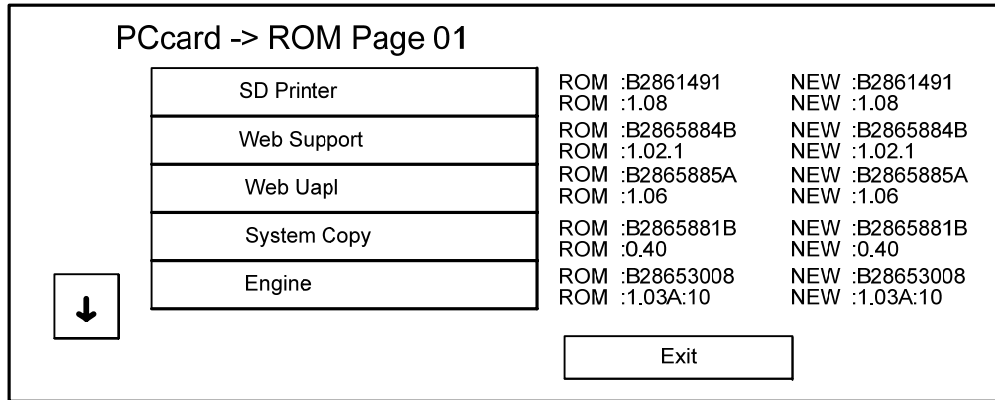 PCcard -> ROM Page 01
SD Printer
ROM :B2861491 NEW :B2861491
ROM :1.08 NEW :1.08
Web Support
ROM :B2865884B NEW :B2865884B
ROM :1.02.1 NEW :1.02.1
Web Uapl
ROM :B2865885A NEW :B2865885A
ROM :1.06 NEW :1.06
System Copy
ROM :B2865881B NEW :B2865881B
ROM :0.40 NEW :0.40
Engine
ROM :B28653008 NEW :B28653008
ROM :1.03A:10 NEW :1.03A:10
↓
Exit